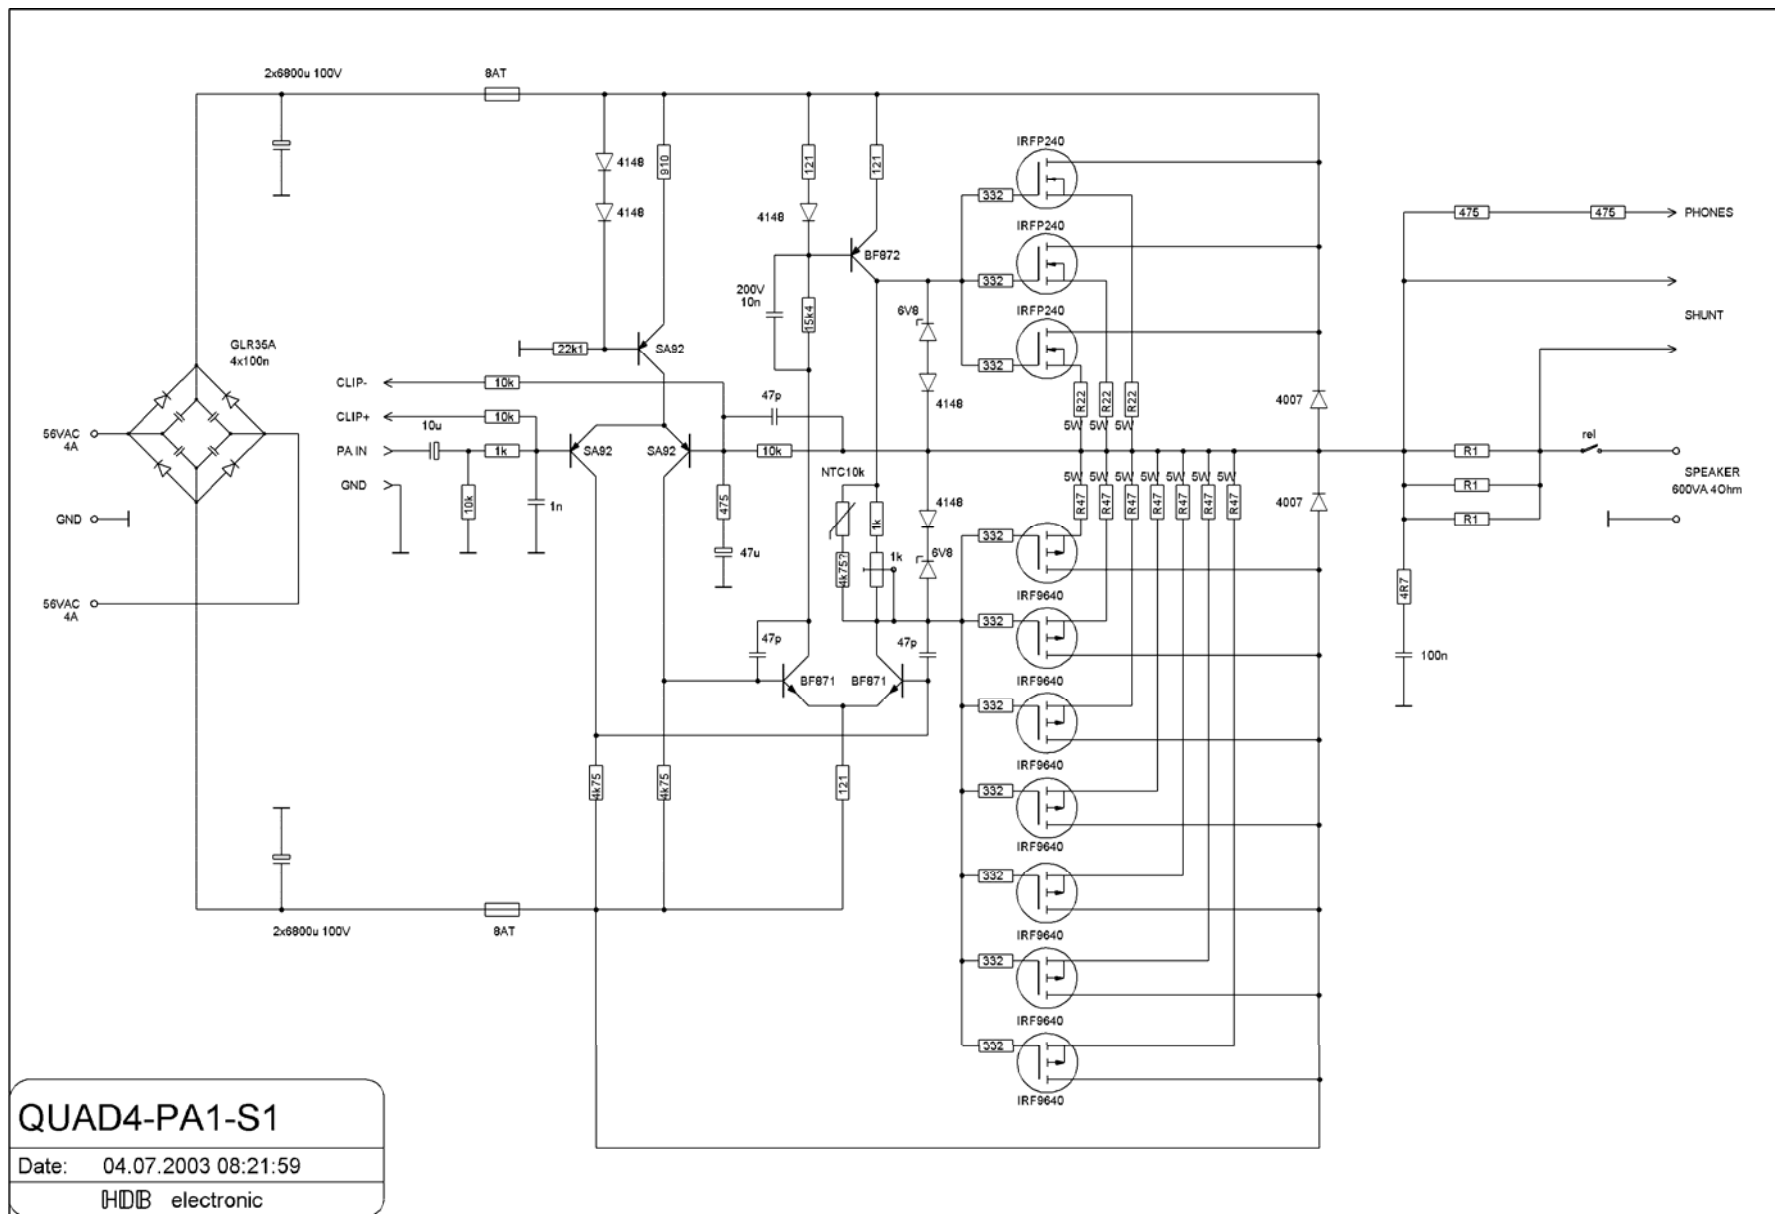 2x6800u 100V
8AT
4148
910
4148
121
121
4148
BF872
200V
10n
15k4
6V8
4148
IRFP240
332
IRFP240
332
IRFP240
332
R22 R22 R22
5W 5W 5W
4007
475
475
PHONES
SHUNT
GLR35A
4x100n
22k1
SA92
CLIP-
10k
47p
CLIP+
10k
10u
56VAC
4A
PA IN
1k
SA92
SA92
10k
GND
10k
1n
475
47u
GND
56VAC
4A
NTC10k
1k
4k75?
1k
4148
6V8
5W 5W 5W 5W 5W 5W 5W
R47 R47 R47 R47 R47 R47 R47
4007
R1
R1
R1
rel
SPEAKER
600VA 4Ohm
4R7
100n
47p
BF871
BF871
47p
4k75
4k75
121
332
IRF9640
332
IRF9640
332
IRF9640
332
IRF9640
332
IRF9640
332
IRF9640
332
IRF9640
2x6800u 100V
8AT
QUAD4-PA1-S1
Date: 04.07.2003 08:21:59
HDB electronic